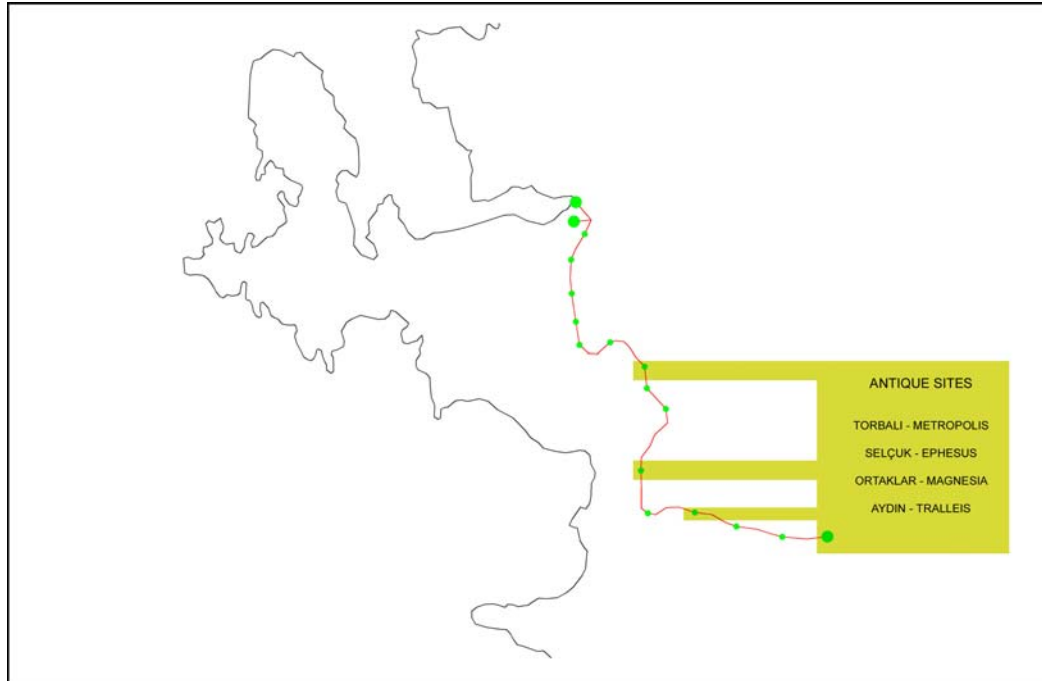 ANTIQUE SITES
TORBALI - METROPOLIS
SELÇUK - EPHESUS
ORTAKLAR - MAGNESIA
AYDIN - TRALLEIS